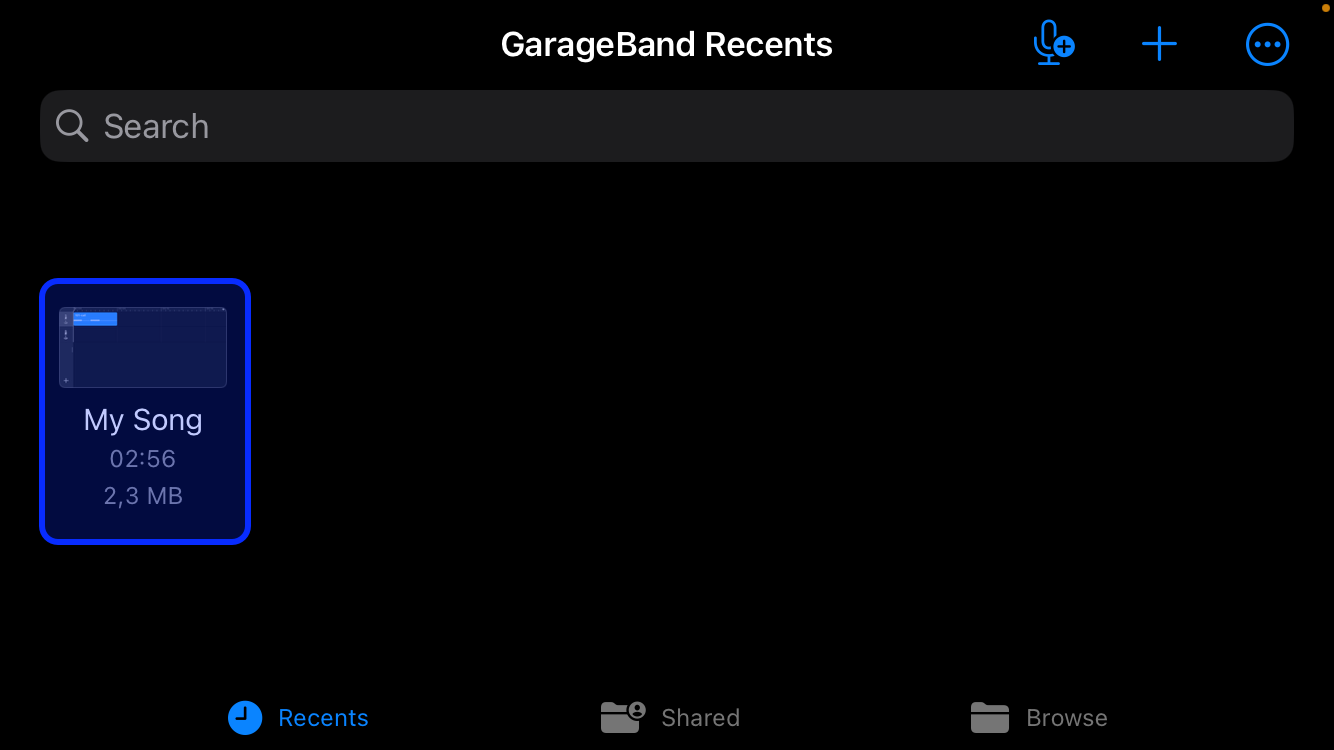 GarageBand Recents
Search
My Song
02:56
2,3 MB
Recents
Shared
Browse